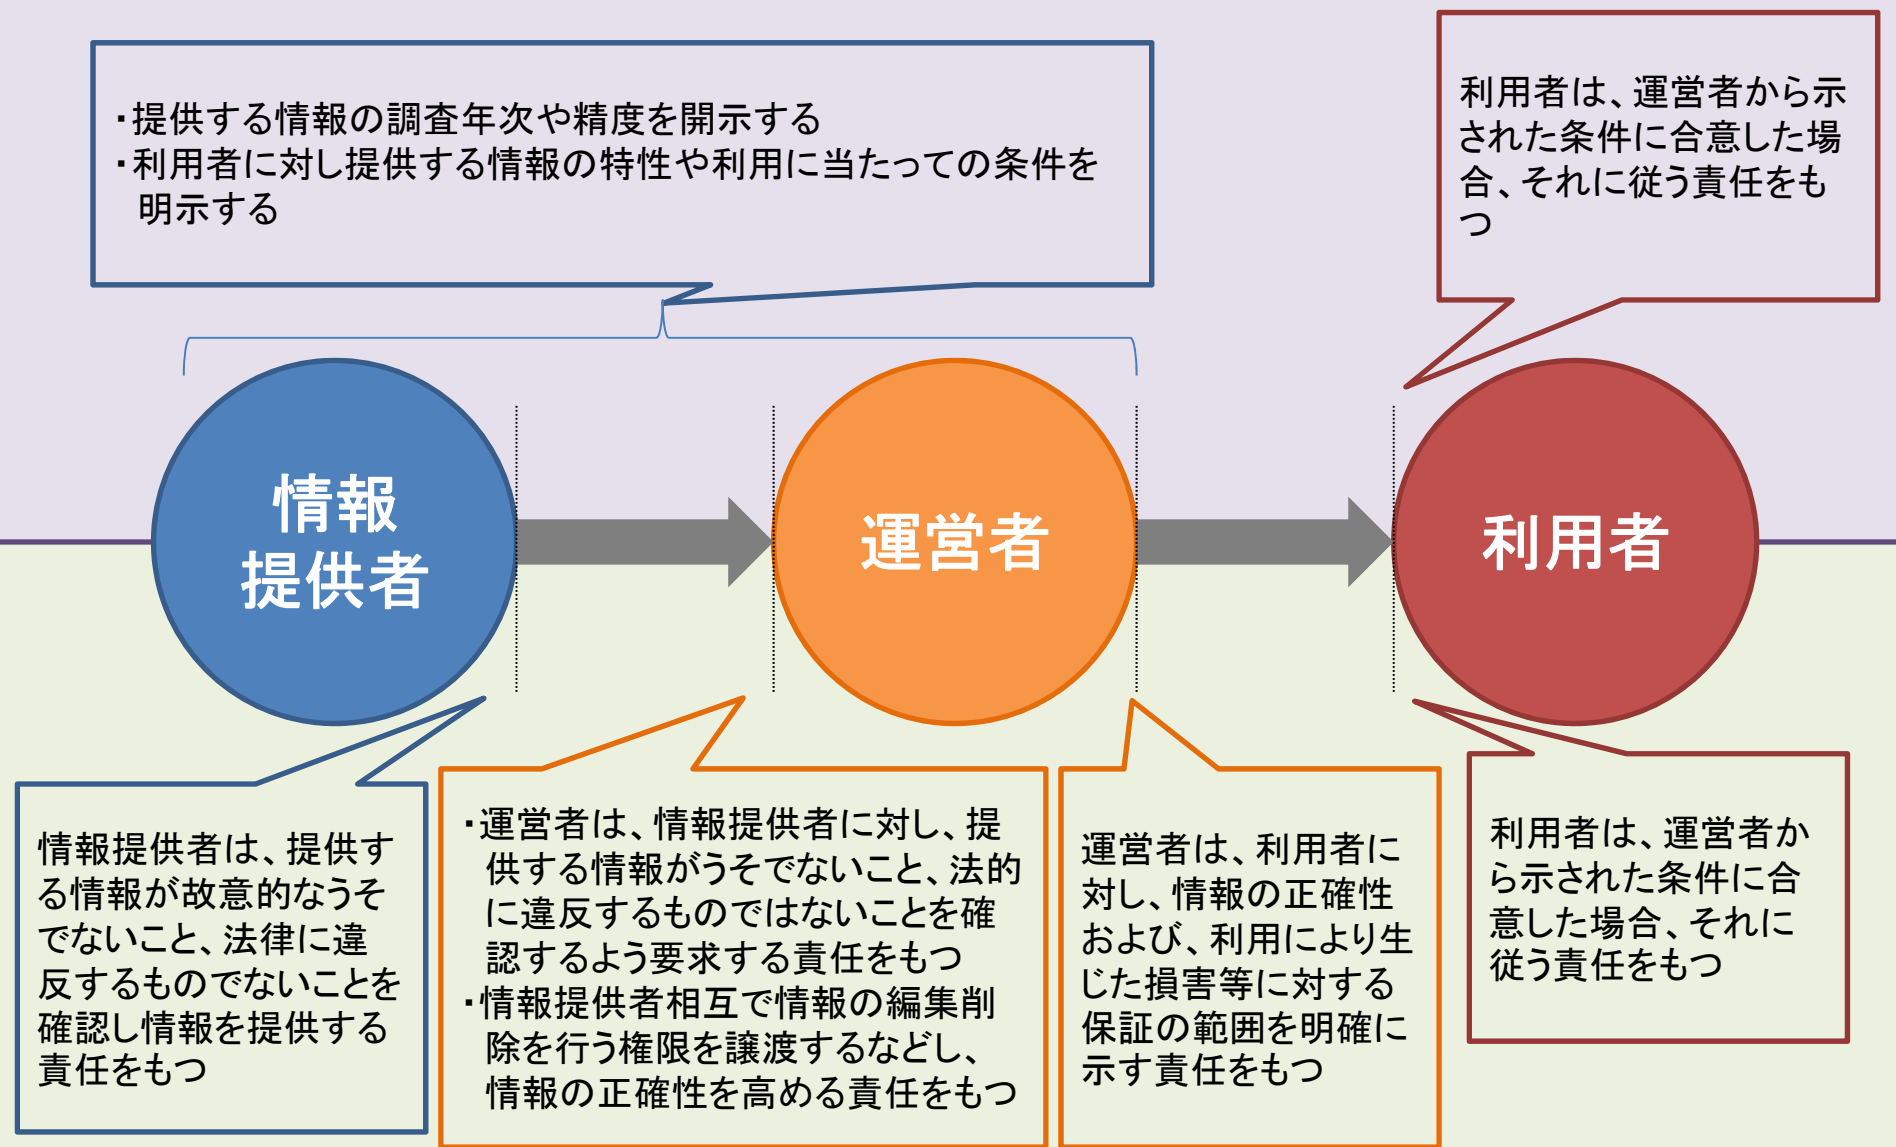 ・提供する情報の調査年次や精度を開示する
・利用者に対し提供する情報の特性や利用に当たっての条件を
明示する
利用者は、運営者から示
された条件に合意した場
合、それに従う責任をも
つ
情報
提供者
運営者
利用者
情報提供者は、提供す
る情報が故意的なうそ
でないこと、法律に違
反するものでないことを
確認し情報を提供する
責任をもつ
・運営者は、情報提供者に対し、提
供する情報がうそでないこと、法的
に違反するものではないことを確
認するよう要求する責任をもつ
・情報提供者相互で情報の編集削
除を行う権限を譲渡するなどし、
情報の正確性を高める責任をもつ
運営者は、利用者に
対し、情報の正確性
および、利用により生
じた損害等に対する
保証の範囲を明確に
示す責任をもつ
利用者は、運営者か
ら示された条件に合
意した場合、それに
従う責任をもつ